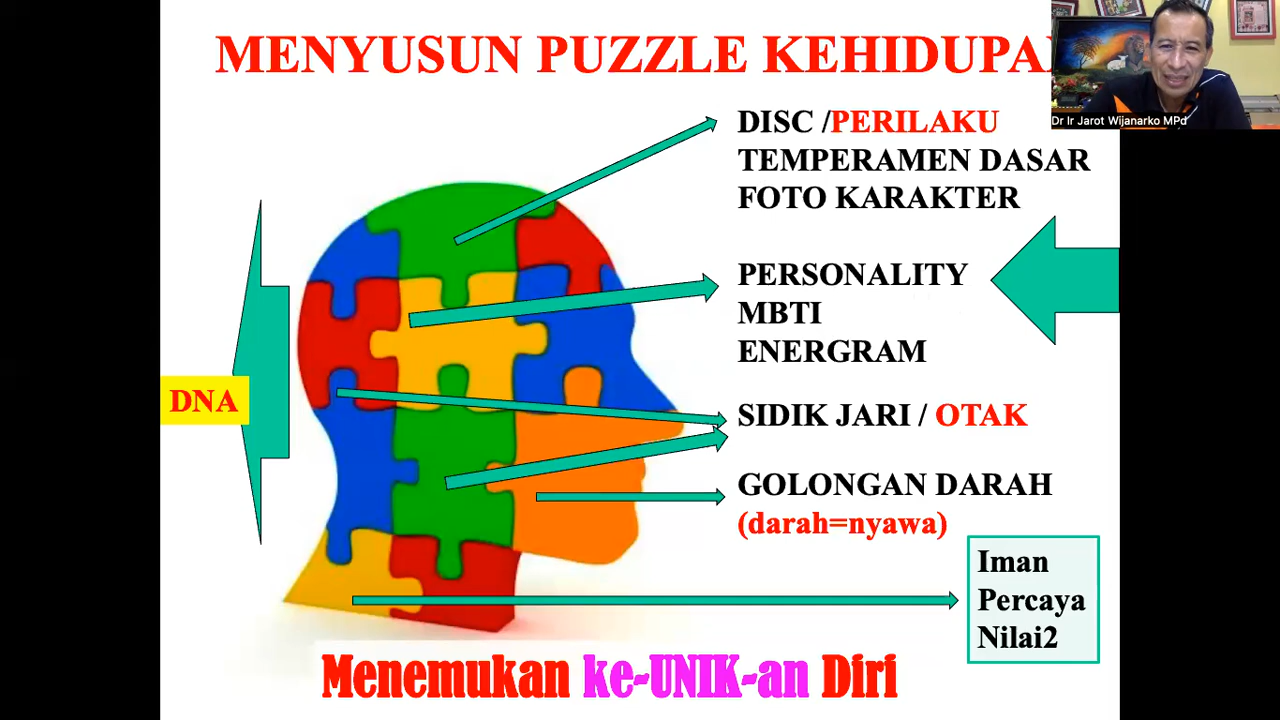 MENYUSUN PUZZLE KEHIDUPA
Dr Ir Jarot Wijanarko MPd
DISC /PERILAKU
TEMPERAMEN DASAR
FOTO KARAKTER
PERSONALITY
MBTI
ENERGRAM
DNA
SIDIK JARI / OTAK
GOLONGAN DARAH
(darah=nyawa)
Iman
Percaya
Nilai2
Menemukan ke-UNIK-an Diri